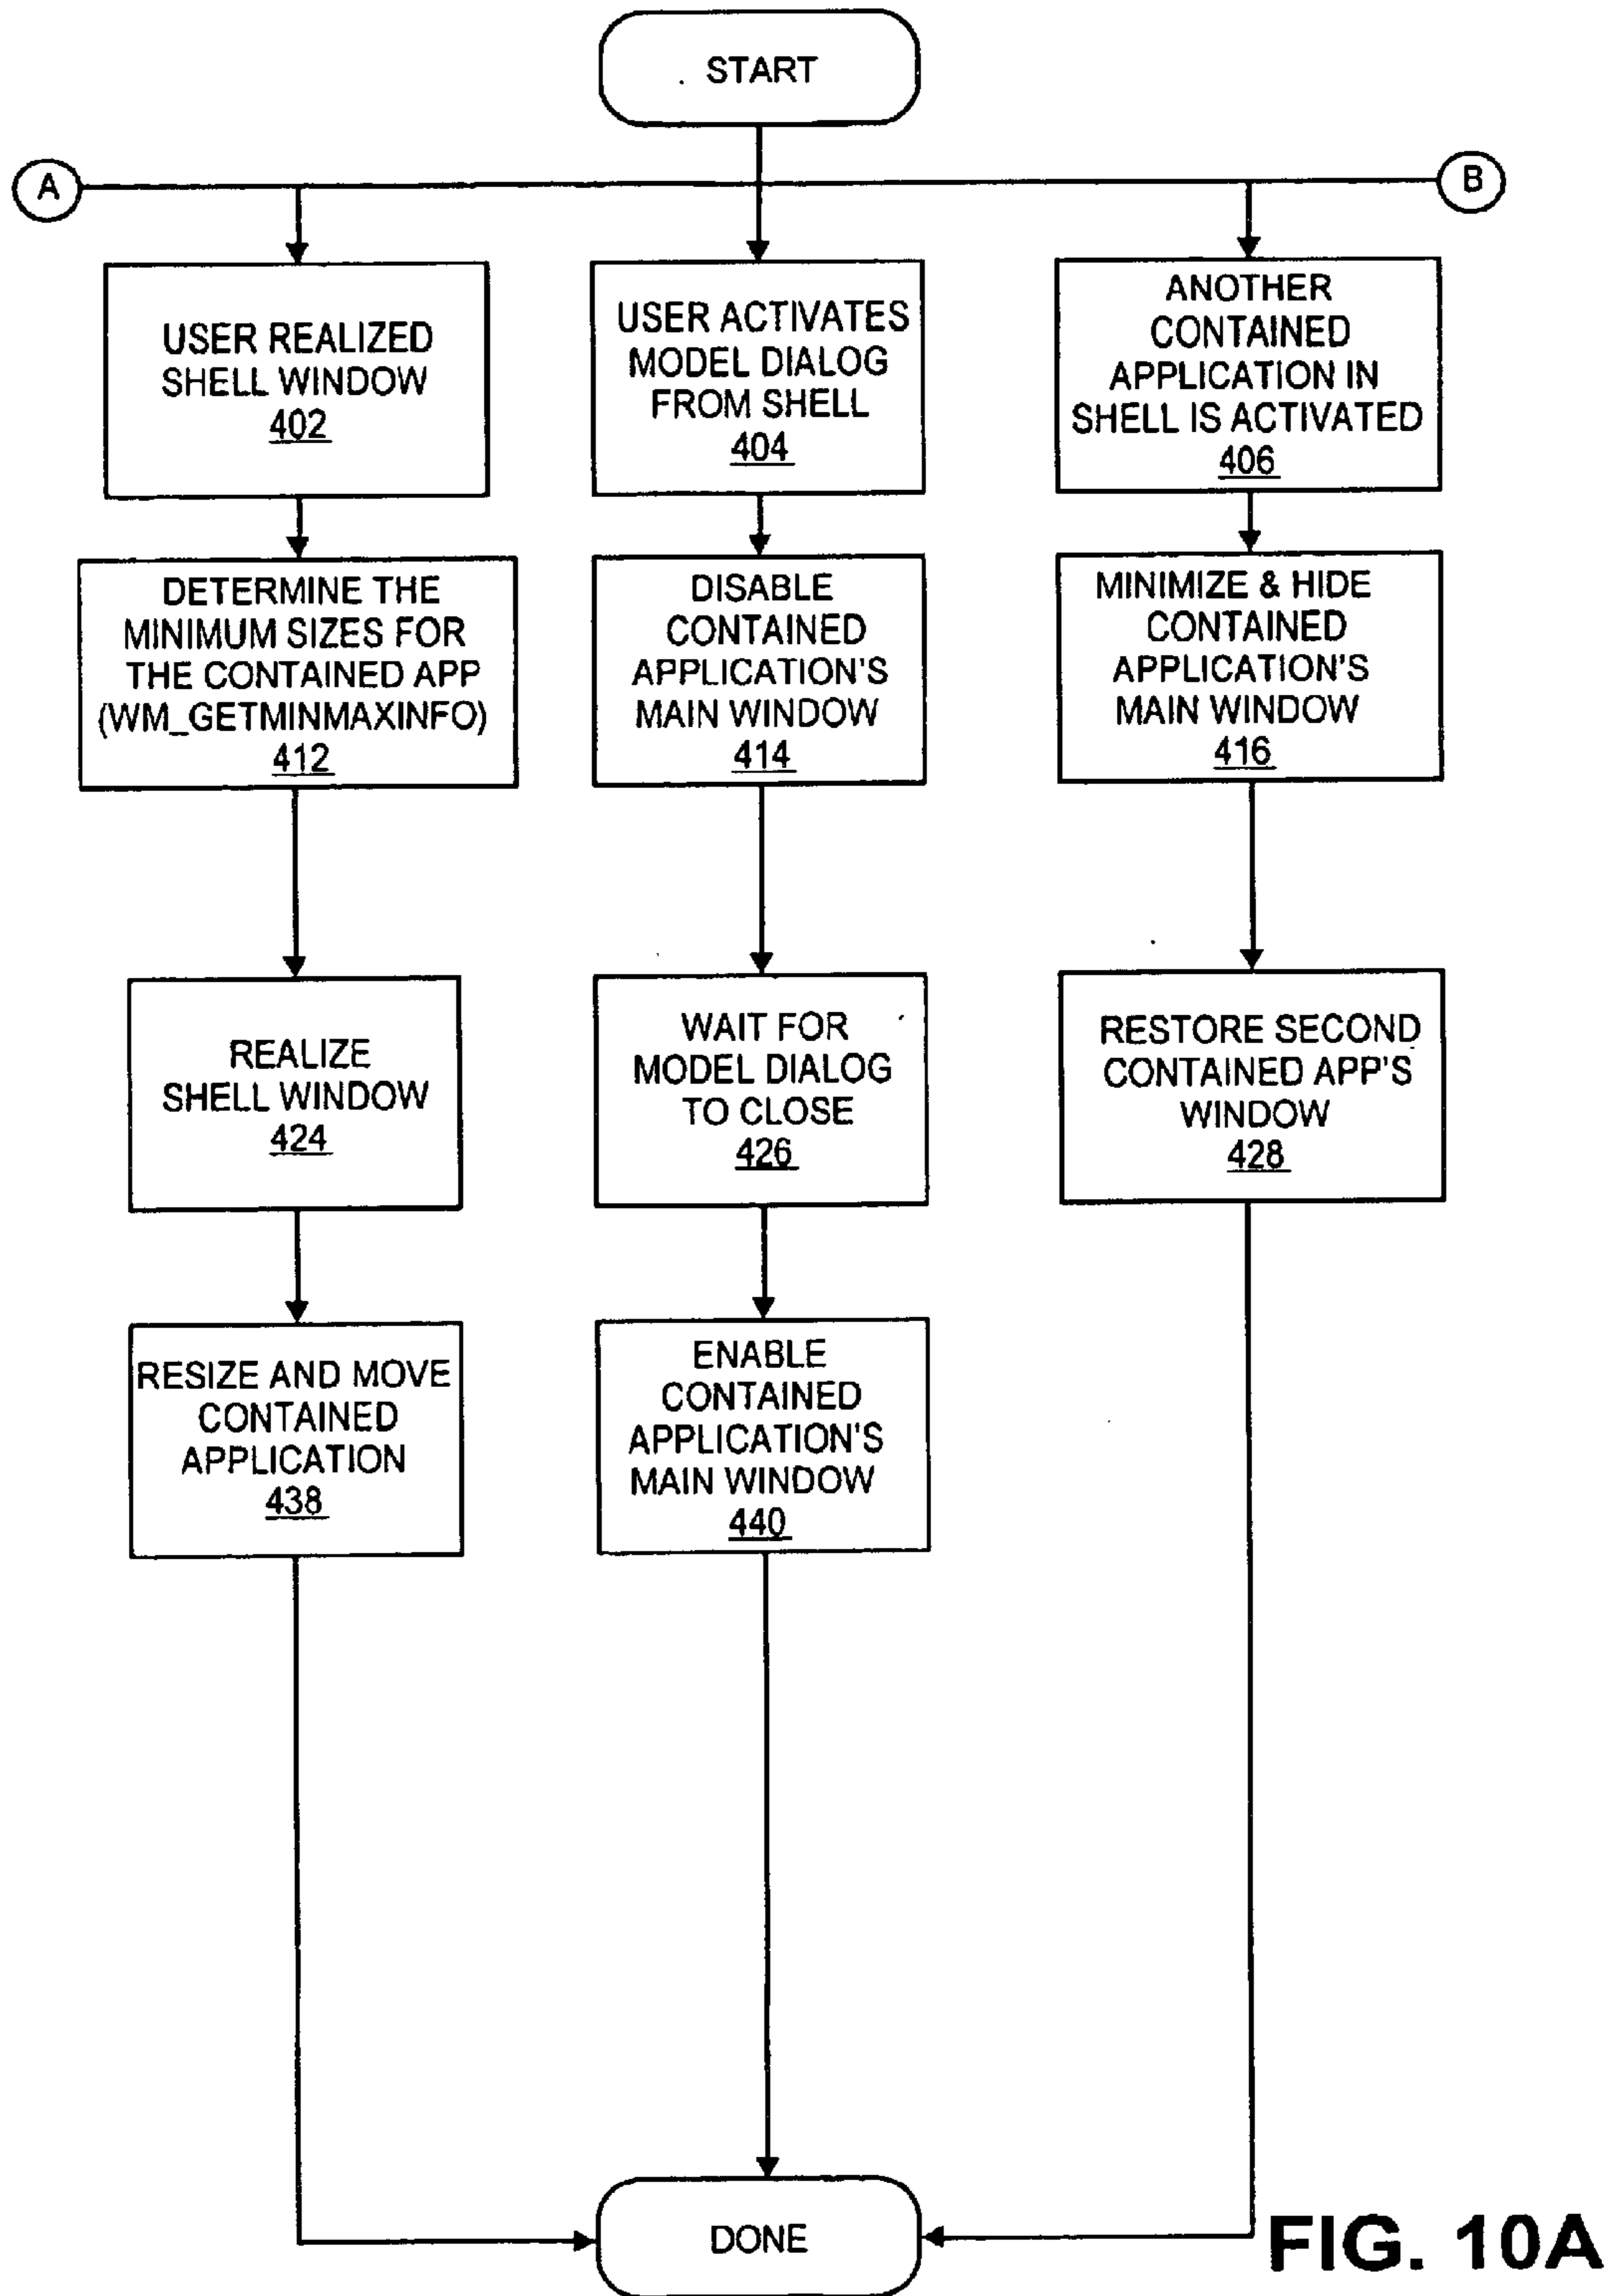 START
A
B
USER REALIZED
SHELL WINDOW
402
USER ACTIVATES
MODEL DIALOG
FROM SHELL
404
ANOTHER
CONTAINED
APPLICATION IN
SHELL IS ACTIVATED
406
DETERMINE THE
MINIMUM SIZES FOR
THE CONTAINED APP
(WM_GETMINMAXINFO)
412
DISABLE
CONTAINED
APPLICATION'S
MAIN WINDOW
414
MINIMIZE & HIDE
CONTAINED
APPLICATION'S
MAIN WINDOW
416
REALIZE
SHELL WINDOW
424
WAIT FOR
MODEL DIALOG
TO CLOSE
426
RESTORE SECOND
CONTAINED APP'S
WINDOW
428
RESIZE AND MOVE
CONTAINED
APPLICATION
438
ENABLE
CONTAINED
APPLICATION'S
MAIN WINDOW
440
DONE
FIG. 10A